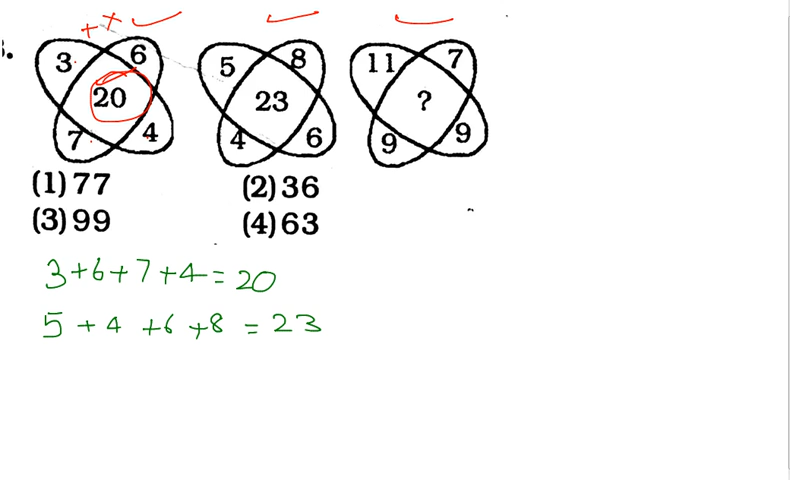 3 6 5 8 11 7
20 23 ?
7 4 4 6 9 9
(1) 77 (2) 36
(3) 99 (4) 63
3+6+7+4=20
5+4+6+8=23